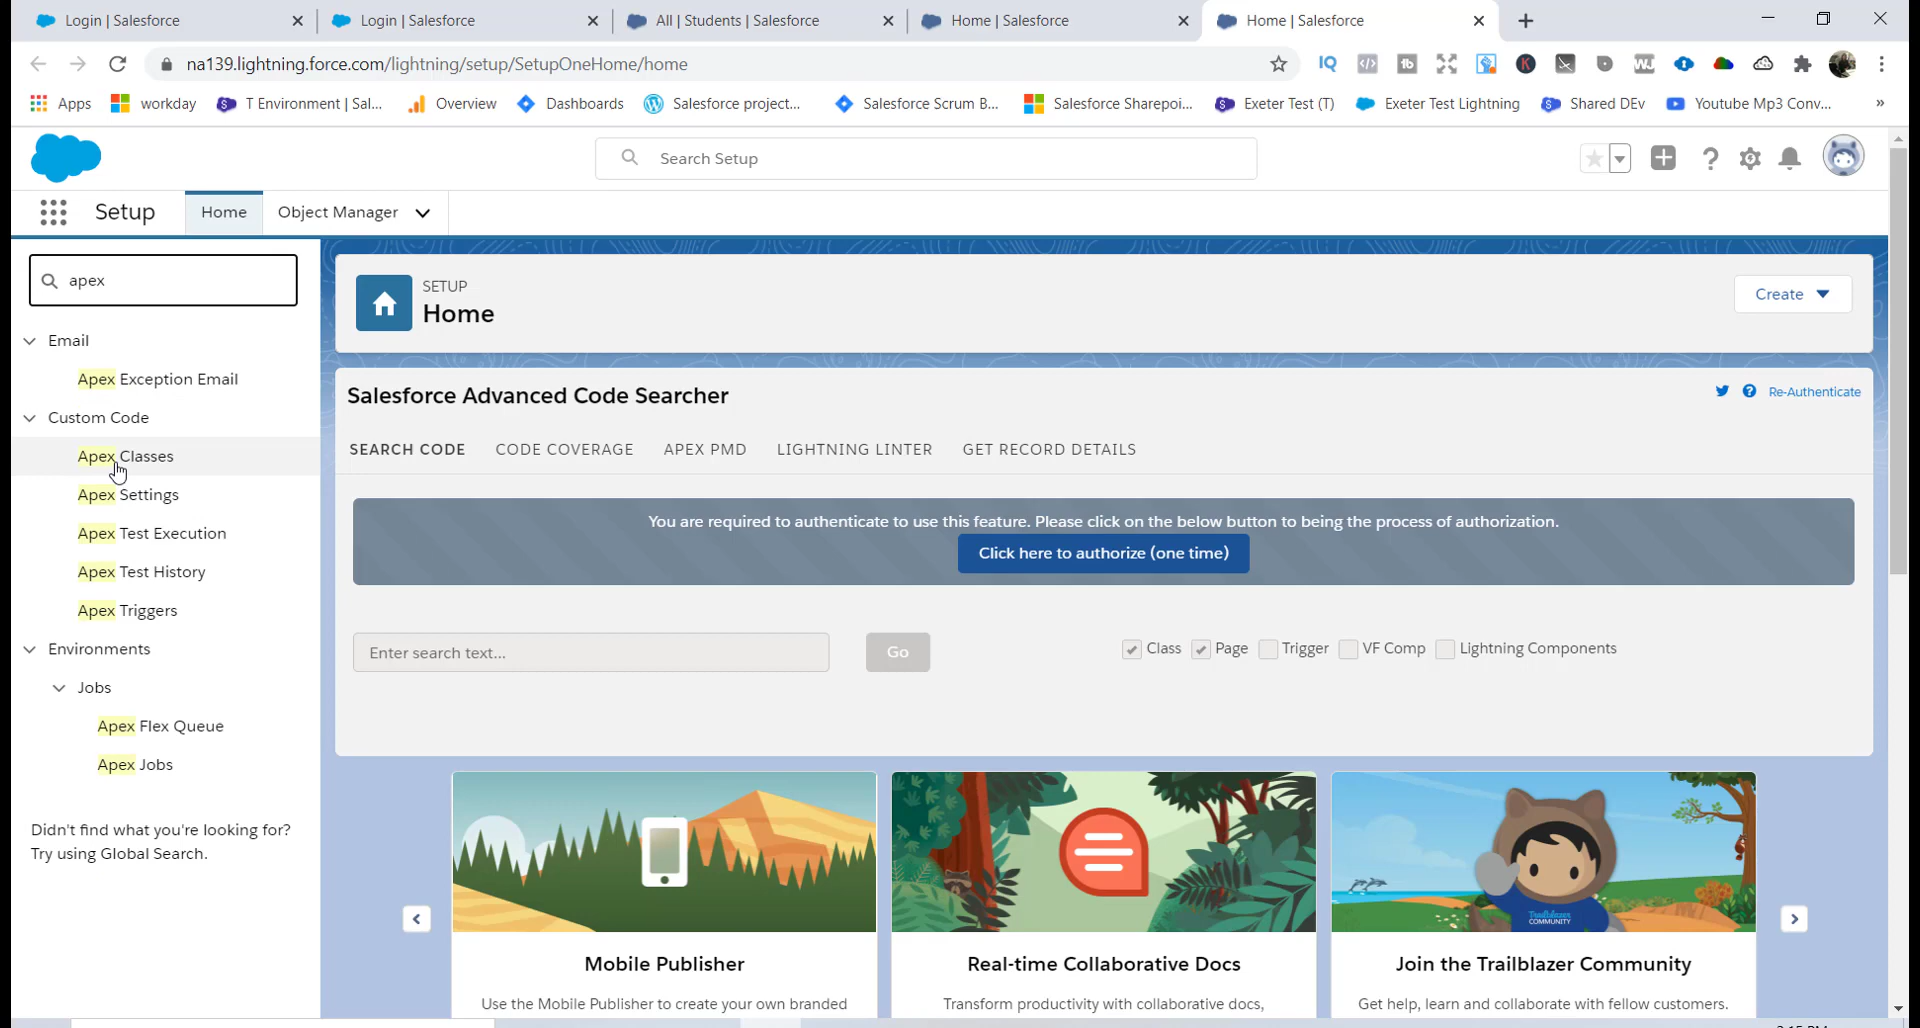 Login | Salesforce
Login | Salesforce
All | Students | Salesforce
Home | Salesforce
Home | Salesforce
na139.lightning.force.com/lightning/setup/SetupOneHome/home
Apps
workday
T Environment | Sal...
Overview
Dashboards
Salesforce project...
Salesforce Scrum B...
Salesforce Sharepoi...
Exeter Test (T)
Exeter Test Lightning
Shared DEv
Youtube Mp3 Conv...
»
Search Setup
Setup
Home
Object Manager
apex
Email
Apex Exception Email
Custom Code
Apex Classes
Apex Settings
Apex Test Execution
Apex Test History
Apex Triggers
Environments
Jobs
Apex Flex Queue
Apex Jobs
Didn't find what you're looking for?
Try using Global Search.
SETUP
Home
Create
Salesforce Advanced Code Searcher
Re-Authenticate
SEARCH CODE
CODE COVERAGE
APEX PMD
LIGHTNING LINTER
GET RECORD DETAILS
You are required to authenticate to use this feature. Please click on the below button to being the process of authorization.
Click here to authorize (one time)
Enter search text...
Go
Class
Page
Trigger
VF Comp
Lightning Components
TRAILBLAZER
COMMUNITY
Mobile Publisher
Use the Mobile Publisher to create your own branded
Real-time Collaborative Docs
Transform productivity with collaborative docs,
Join the Trailblazer Community
Get help, learn and collaborate with fellow customers.